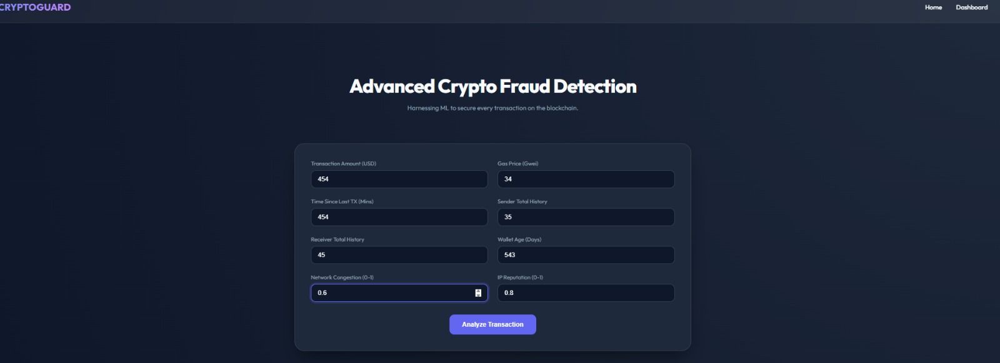 CRYPTOGUARD
Home Dashboard
Advanced Crypto Fraud Detection
Harnessing ML to secure every transaction on the blockchain.
Transaction Amount (USD) Gas Price (Gwei)
454 34
Time Since Last TX (Mins) Sender Total History
454 35
Receiver Total History Wallet Age (Days)
45 543
Network Congestion (0-1) IP Reputation (0-1)
0.6 0.8
Analyze Transaction